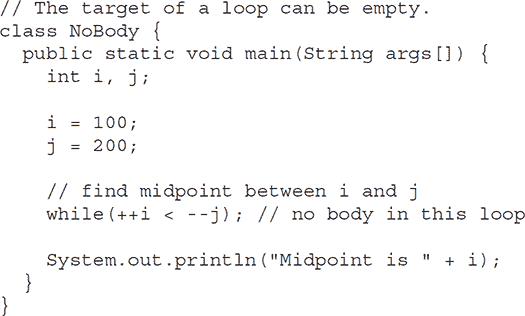 // The target of a loop can be empty.
class NoBody {
  public static void main(String args[]) {
    int i, j;

    i = 100;
    j = 200;

    // find midpoint between i and j
    while(++i < --j); // no body in this loop

    System.out.println("Midpoint is " + i);
  }
}